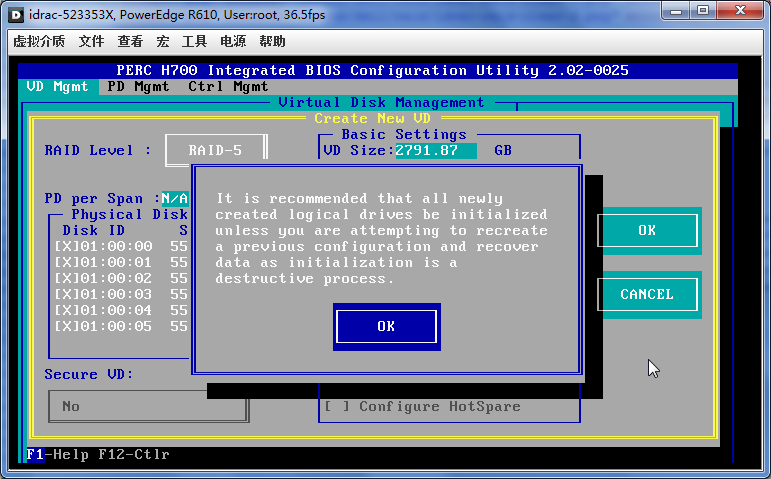 idrac-523353X, PowerEdge R610, User:root, 36.5fps
虚拟介质 文件 查看 宏 工具 电源 帮助
PERC H700 Integrated BIOS Configuration Utility 2.02-0025
VD Mgmt PD Mgmt Ctrl Mgmt
Virtual Disk Management
Create New VD
RAID Level : RAID-5
Basic Settings
VD Size:2791.87 GB
PD per Span :N/A
Physical Disk
Disk ID S
[X]01:00:00 55
[X]01:00:01 55
[X]01:00:02 55
[X]01:00:03 55
[X]01:00:04 55
[X]01:00:05 55
It is recommended that all newly
created logical drives be initialized
unless you are attempting to recreate
a previous configuration and recover
data as initialization is a
destructive process.
OK
OK
CANCEL
Secure VD:
No
[ ] Configure HotSpare
F1-Help F12-Ctlr